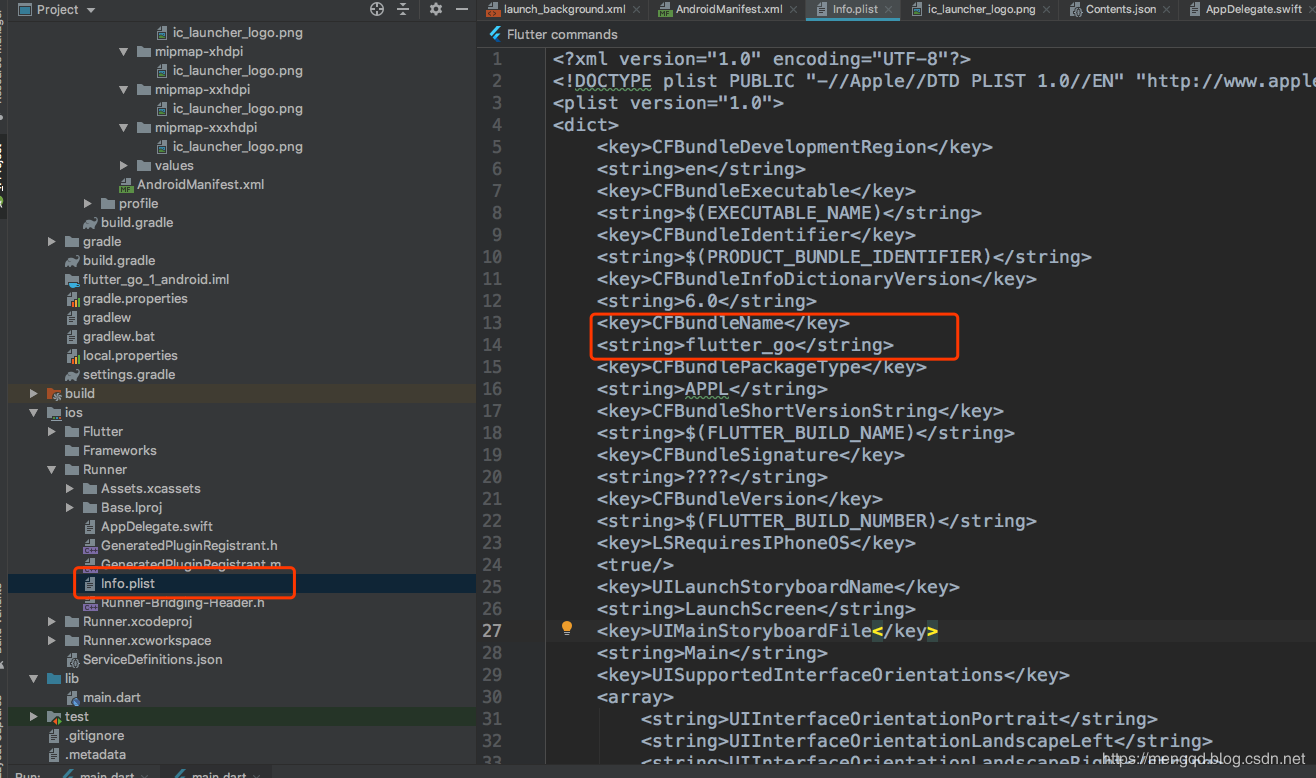 Project
ic_launcher_logo.png
mipmap-xhdpi
ic_launcher_logo.png
mipmap-xxhdpi
ic_launcher_logo.png
mipmap-xxxhdpi
ic_launcher_logo.png
values
AndroidManifest.xml
profile
build.gradle
gradle
build.gradle
flutter_go_1_android.iml
gradle.properties
gradlew
gradlew.bat
local.properties
settings.gradle
build
ios
Flutter
Frameworks
Runner
Assets.xcassets
Base.lproj
AppDelegate.swift
GeneratedPluginRegistrant.h
GeneratedPluginRegistrant.m
Info.plist
Runner-Bridging-Header.h
Runner.xcodeproj
Runner.xcworkspace
ServiceDefinitions.json
lib
main.dart
test
.gitignore
.metadata
Run: main.dart main.dart
launch_background.xml AndroidManifest.xml Info.plist ic_launcher_logo.png Contents.json AppDelegate.swift
Flutter commands
1 <?xml version="1.0" encoding="UTF-8"?>
2 <!DOCTYPE plist PUBLIC "-//Apple//DTD PLIST 1.0//EN" "http://www.apple
3 <plist version="1.0">
4 <dict>
5 <key>CFBundleDevelopmentRegion</key>
6 <string>en</string>
7 <key>CFBundleExecutable</key>
8 <string>$(EXECUTABLE_NAME)</string>
9 <key>CFBundleIdentifier</key>
10 <string>$(PRODUCT_BUNDLE_IDENTIFIER)</string>
11 <key>CFBundleInfoDictionaryVersion</key>
12 <string>6.0</string>
13 <key>CFBundleName</key>
14 <string>flutter_go</string>
15 <key>CFBundlePackageType</key>
16 <string>APPL</string>
17 <key>CFBundleShortVersionString</key>
18 <string>$(FLUTTER_BUILD_NAME)</string>
19 <key>CFBundleSignature</key>
20 <string>????</string>
21 <key>CFBundleVersion</key>
22 <string>$(FLUTTER_BUILD_NUMBER)</string>
23 <key>LSRequiresIPhoneOS</key>
24 <true/>
25 <key>UILaunchStoryboardName</key>
26 <string>LaunchScreen</string>
27 <key>UIMainStoryboardFile</key>
28 <string>Main</string>
29 <key>UISupportedInterfaceOrientations</key>
30 <array>
31 <string>UIInterfaceOrientationPortrait</string>
32 <string>UIInterfaceOrientationLandscapeLeft</string>
33 <string>UIInterfaceOrientationLandscapeRight</string>
https://mengqd.blog.csdn.net